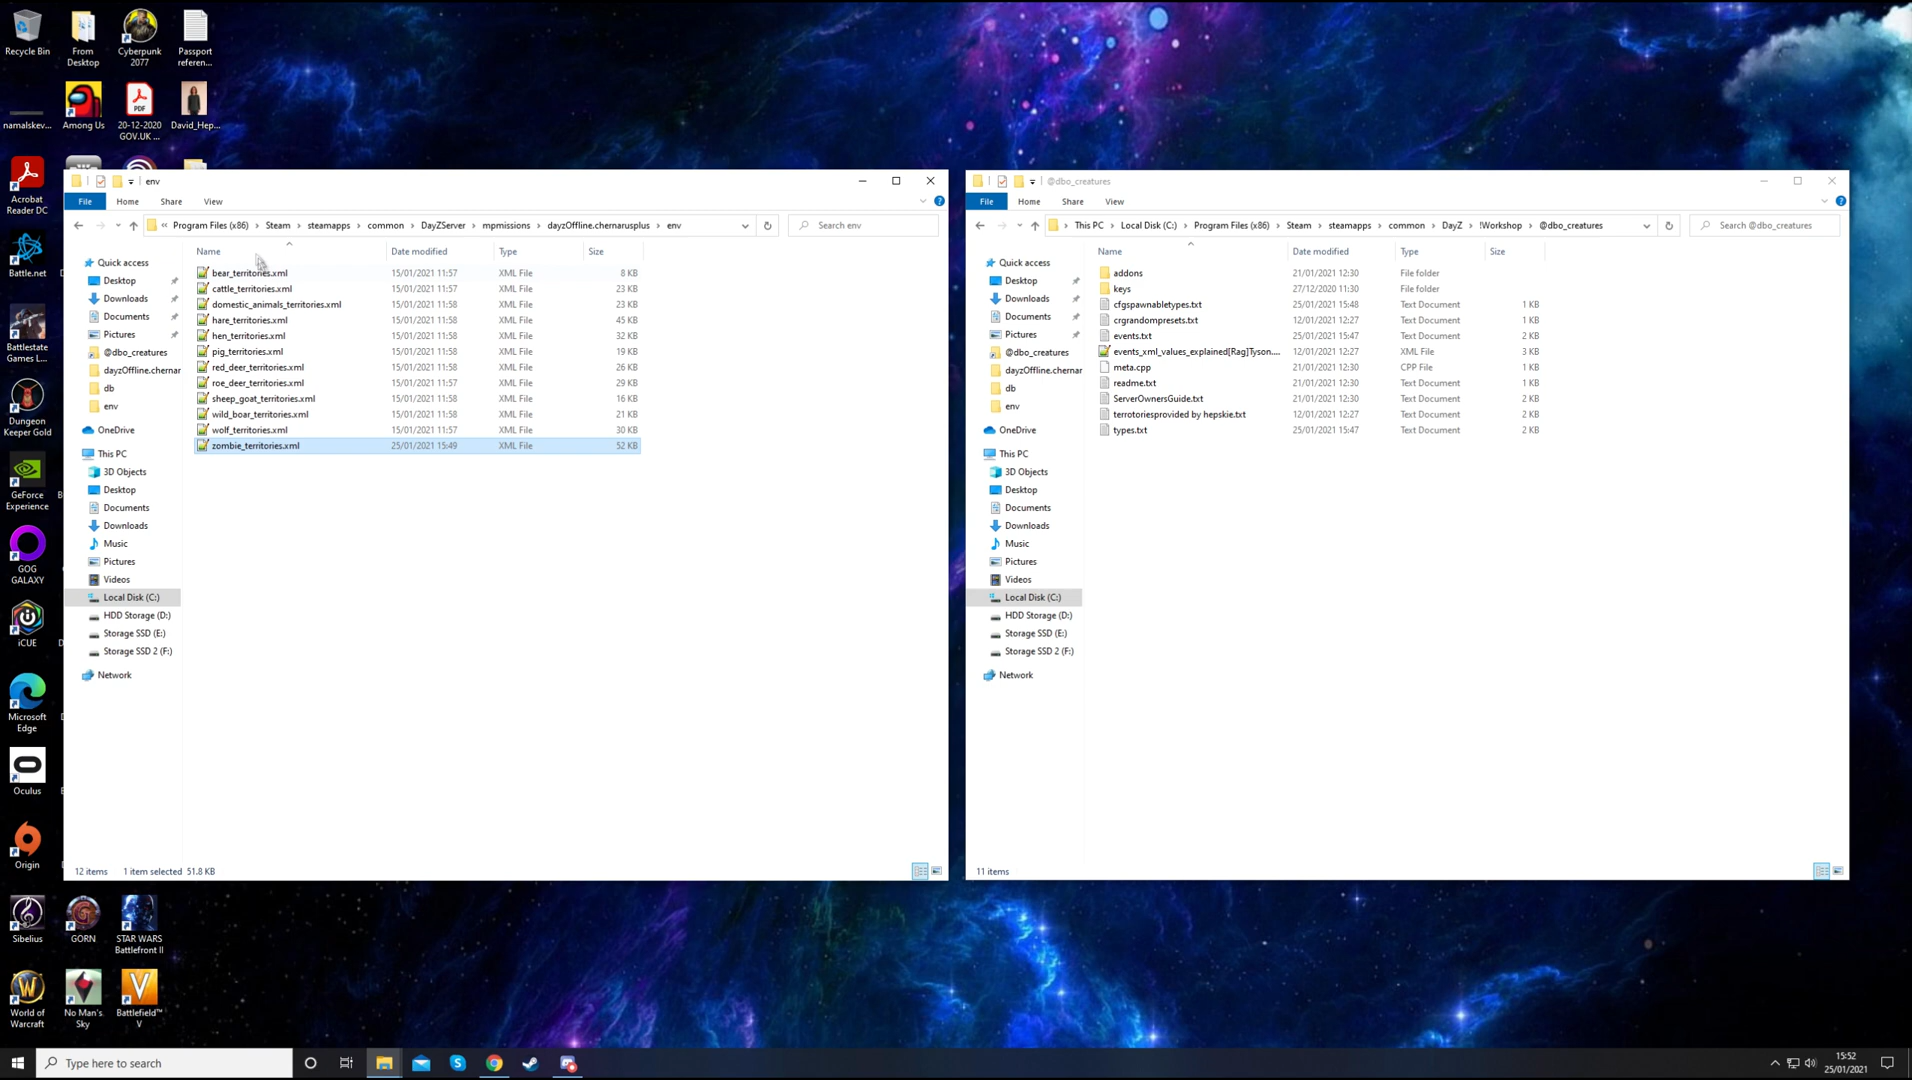 Recycle Bin
From
Desktop
Cyberpunk
2077
Passport
referen...
namalskev...
Among Us
20-12-2020
GOV.UK ...
David_Hep...
Acrobat
Reader DC
Battle.net
Battlestate
Games L...
Dungeon
Keeper Gold
GeForce
Experience
GOG
GALAXY
iCUE
Microsoft
Edge
Oculus
Origin
Sibelius
GORN
STAR WARS
Battlefront II
World of
Warcraft
No Man's
Sky
Battlefield™
V
env
File Home Share View
« Program Files (x86) > Steam > steamapps > common > DayZServer > mpmissions > dayzOffline.chernarusplus > env
Search env
Name Date modified Type Size
bear_territories.xml 15/01/2021 11:57 XML File 8 KB
cattle_territories.xml 15/01/2021 11:57 XML File 23 KB
domestic_animals_territories.xml 15/01/2021 11:58 XML File 23 KB
hare_territories.xml 15/01/2021 11:58 XML File 45 KB
hen_territories.xml 15/01/2021 11:58 XML File 32 KB
pig_territories.xml 15/01/2021 11:58 XML File 19 KB
red_deer_territories.xml 15/01/2021 11:58 XML File 26 KB
roe_deer_territories.xml 15/01/2021 11:57 XML File 29 KB
sheep_goat_territories.xml 15/01/2021 11:58 XML File 16 KB
wild_boar_territories.xml 15/01/2021 11:58 XML File 21 KB
wolf_territories.xml 15/01/2021 11:57 XML File 30 KB
zombie_territories.xml 25/01/2021 15:49 XML File 52 KB
Quick access
Desktop
Downloads
Documents
Pictures
@dbo_creatures
dayzOffline.chernar
db
env
OneDrive
This PC
3D Objects
Desktop
Documents
Downloads
Music
Pictures
Videos
Local Disk (C:)
HDD Storage (D:)
Storage SSD (E:)
Storage SSD 2 (F:)
Network
12 items 1 item selected 51.8 KB
@dbo_creatures
File Home Share View
This PC > Local Disk (C:) > Program Files (x86) > Steam > steamapps > common > DayZ > !Workshop > @dbo_creatures
Search @dbo_creatures
Name Date modified Type Size
addons 21/01/2021 12:30 File folder
keys 27/12/2020 11:30 File folder
cfgspawnabletypes.txt 25/01/2021 15:48 Text Document 1 KB
crgrandompresets.txt 12/01/2021 12:27 Text Document 1 KB
events.txt 25/01/2021 15:47 Text Document 2 KB
events_xml_values_explained[Rag]Tyson.... 12/01/2021 12:27 XML File 3 KB
meta.cpp 21/01/2021 12:30 CPP File 1 KB
readme.txt 21/01/2021 12:30 Text Document 1 KB
ServerOwnersGuide.txt 21/01/2021 12:30 Text Document 2 KB
terrotoriesprovided by hepskie.txt 12/01/2021 12:27 Text Document 2 KB
types.txt 25/01/2021 15:47 Text Document 2 KB
Quick access
Desktop
Downloads
Documents
Pictures
@dbo_creatures
dayzOffline.chernar
db
env
OneDrive
This PC
3D Objects
Desktop
Documents
Downloads
Music
Pictures
Videos
Local Disk (C:)
HDD Storage (D:)
Storage SSD (E:)
Storage SSD 2 (F:)
Network
11 items
Type here to search
15:52
25/01/2021